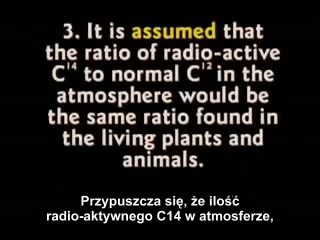 3. It is assumed that
the ratio of radio-active
C¹⁴ to normal C¹² in the
atmosphere would be
the same ratio found in
the living plants and
animals.
Przypuszcza się, że ilość
radio-aktywnego C14 w atmosferze,